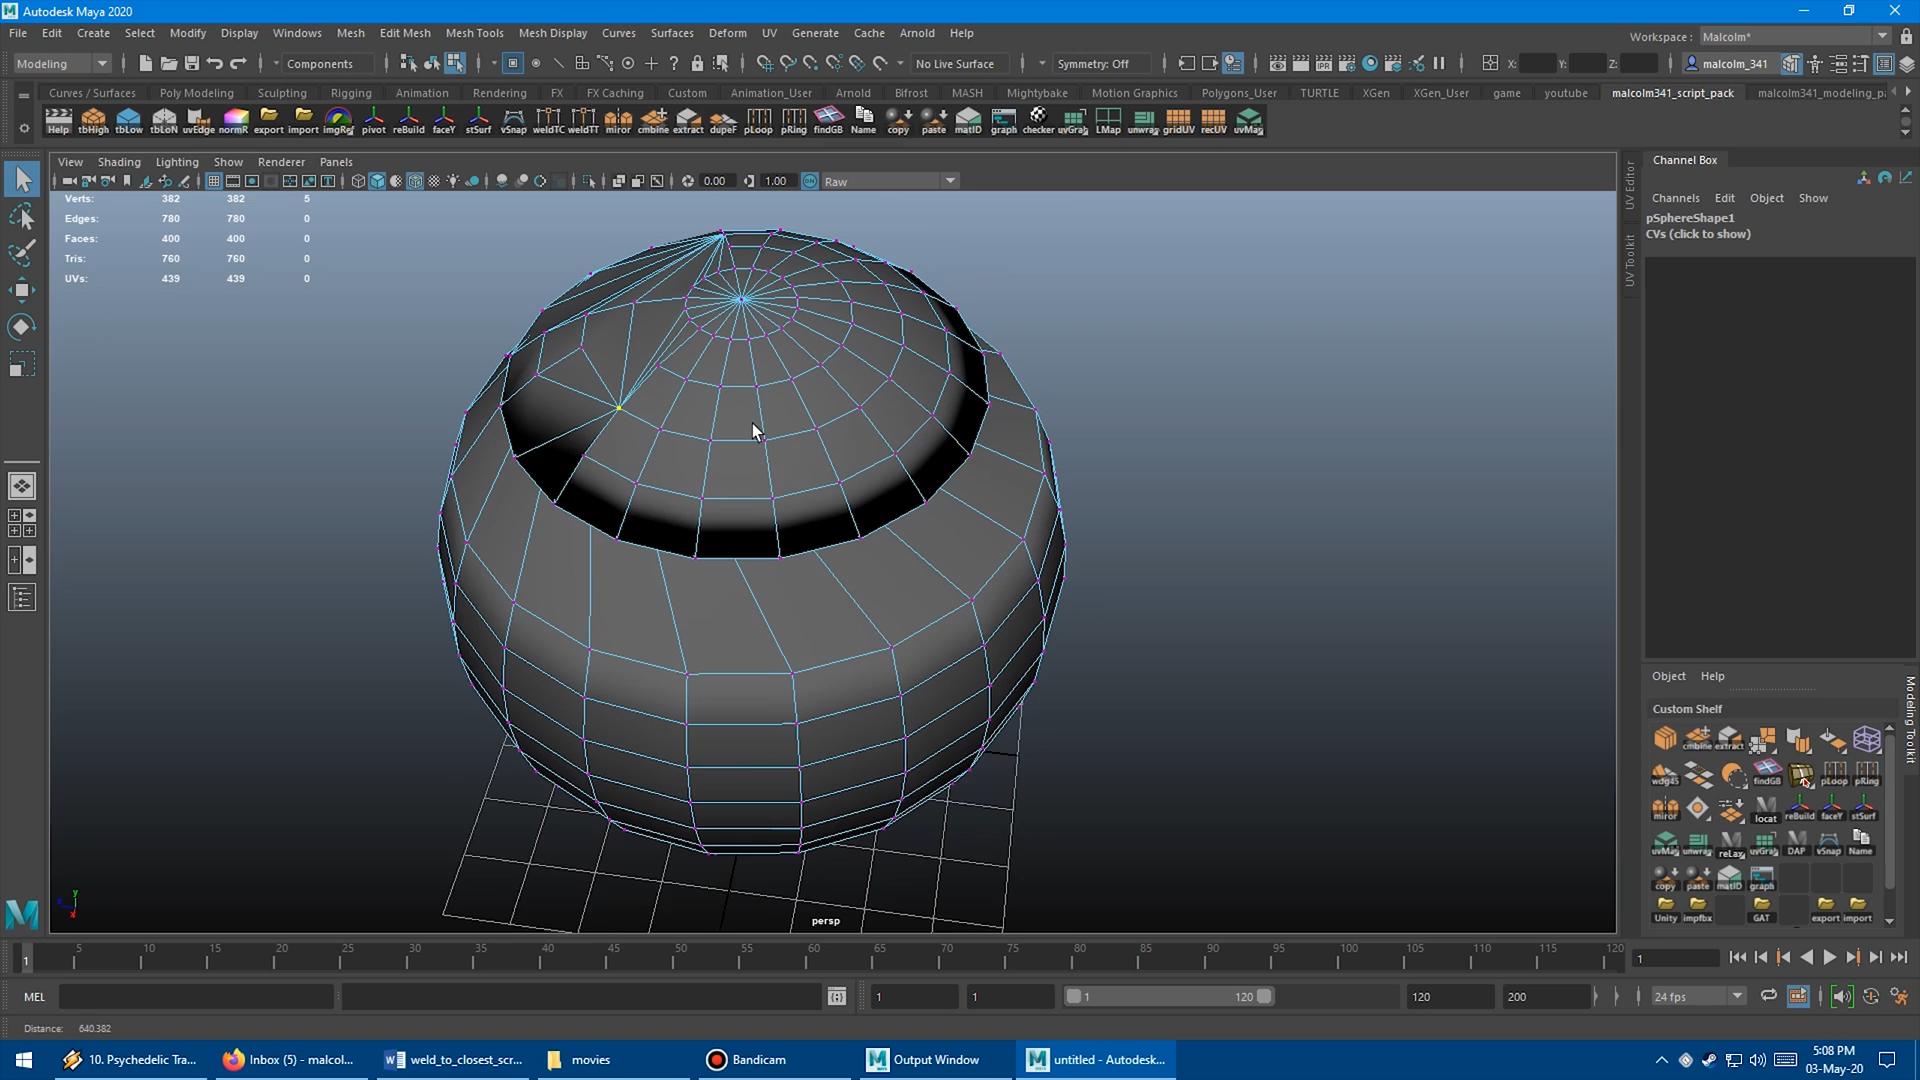 Autodesk Maya 2020
File Edit Create Select Modify Display Windows Mesh Edit Mesh Mesh Tools Mesh Display Curves Surfaces Deform UV Generate Cache Arnold Help
Workspace : Malcolm*
Modeling Components No Live Surface Symmetry: Off X: Y: Z: malcolm_341
Curves / Surfaces Poly Modeling Sculpting Rigging Animation Rendering FX FX Caching Custom Animation_User Arnold Bifrost MASH Mightybake Motion Graphics Polygons_User TURTLE XGen XGen_User game youtube malcolm341_script_pack malcolm341_modeling_p
Help tbHigh tbLow tbLoN uvEdge normR export import imgRef pivot reBuild faceY stSurf vSnap weldTC weldTT miror cmbine extract dupeF pLoop pRing findGB Name copy paste matID graph checker uvGrab LMap unwra gridUV recUV uvMag
View Shading Lighting Show Renderer Panels
0.00 1.00 Raw
Verts: 382 382 5
Edges: 780 780 0
Faces: 400 400 0
Tris: 760 760 0
UVs: 439 439 0
y
x
persp
UV Editor
UV Toolkit
Channel Box
Channels Edit Object Show
pSphereShape1
CVs (click to show)
Object Help
Custom Shelf
cmbine extract
wdg45 findGB pLoop pRing
miror locat reBuild faceY stSurf
uvMag unwra reLax uvGrab DAP vSnap Name
copy paste matID graph
Unity impfbx GAT export import
Modeling Toolkit
1 5 10 15 20 25 30 35 40 45 50 55 60 65 70 75 80 85 90 95 100 105 110 115 120 1
MEL 1 1 1 120 120 200 24 fps
Distance: 640.382
10. Psychedelic Tra... Inbox (5) - malcol... weld_to_closest_scr... movies Bandicam Output Window untitled - Autodesk... 5:08 PM
03-May-20